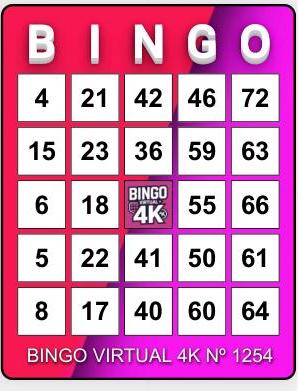 BINGO
4 21 42 46 72
15 23 36 59 63
6 18 BINGO VIRTUAL 4K 55 66
5 22 41 50 61
8 17 40 60 64
BINGO VIRTUAL 4K Nº 1254